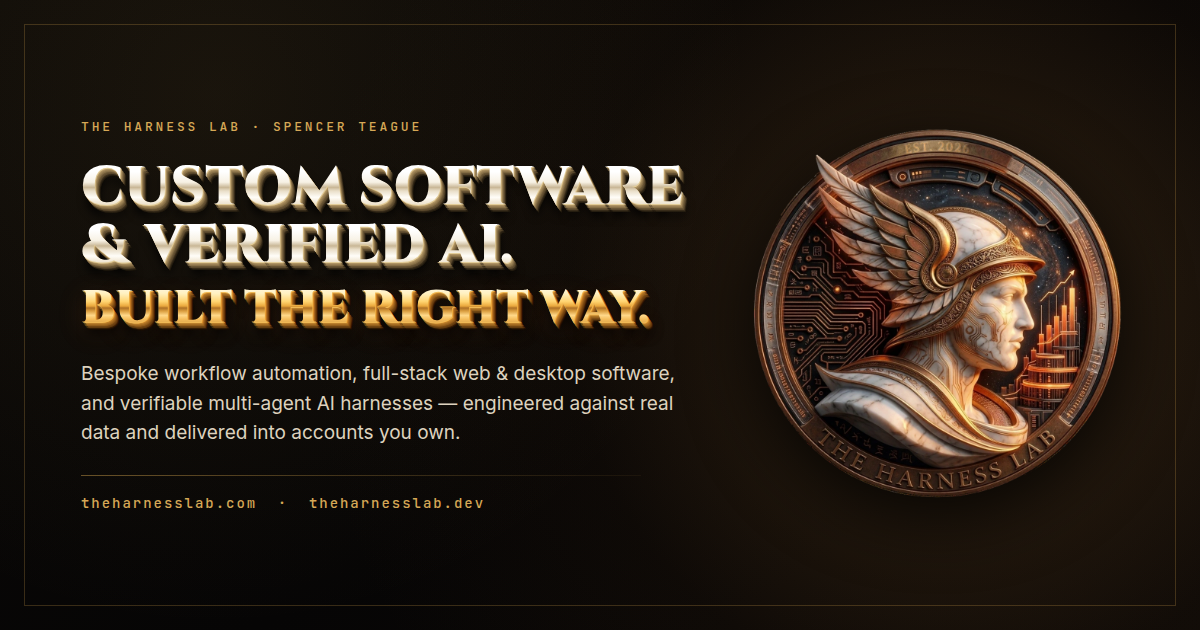 THE HARNESS LAB · SPENCER TEAGUE
CUSTOM SOFTWARE
& VERIFIED AI.
BUILT THE RIGHT WAY.
Bespoke workflow automation, full-stack web & desktop software,
and verifiable multi-agent AI harnesses — engineered against real
data and delivered into accounts you own.
theharnesslab.com · theharnesslab.dev
THE HARNESS LAB